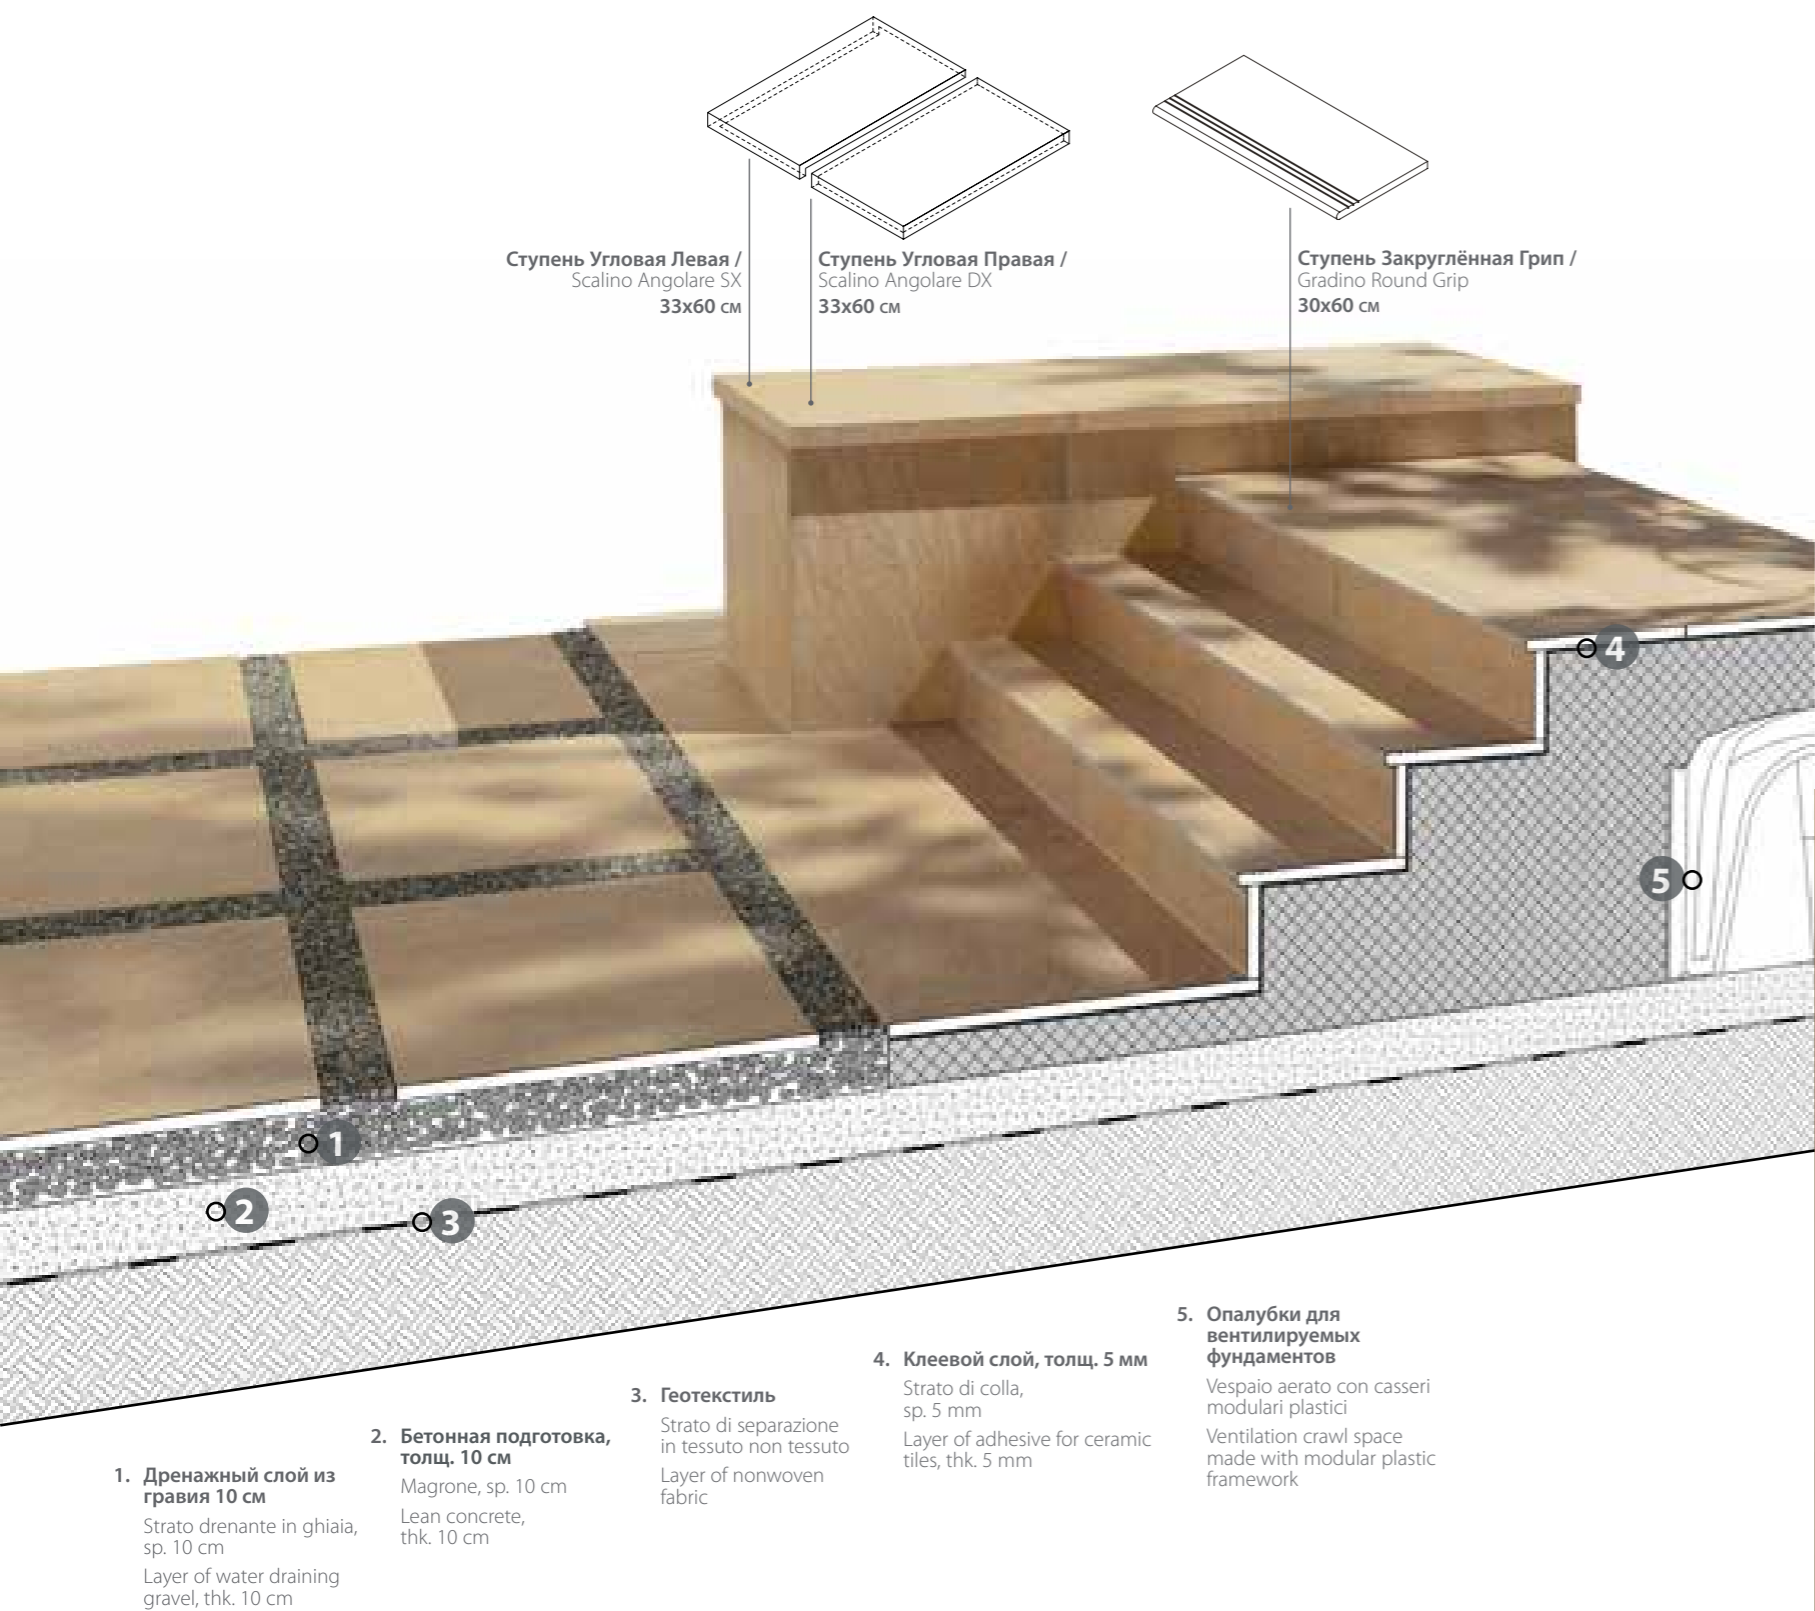 Ступень Угловая Левая /
Scalino Angolare SX
33x60 см
Ступень Угловая Правая /
Scalino Angolare DX
33x60 см
Ступень Закруглённая Грип /
Gradino Round Grip
30x60 см
4
5
1
2
3
1. Дренажный слой из
гравия 10 см
Strato drenante in ghiaia,
sp. 10 cm
Layer of water draining
gravel, thk. 10 cm
2. Бетонная подготовка,
толщ. 10 см
Magrone, sp. 10 cm
Lean concrete,
thk. 10 cm
3. Геотекстиль
Strato di separazione
in tessuto non tessuto
Layer of nonwoven
fabric
4. Клеевой слой, толщ. 5 мм
Strato di colla,
sp. 5 mm
Layer of adhesive for ceramic
tiles, thk. 5 mm
5. Опалубки для
вентилируемых
фундаментов
Vespaio aerato con casseri
modulari plastici
Ventilation crawl space
made with modular plastic
framework